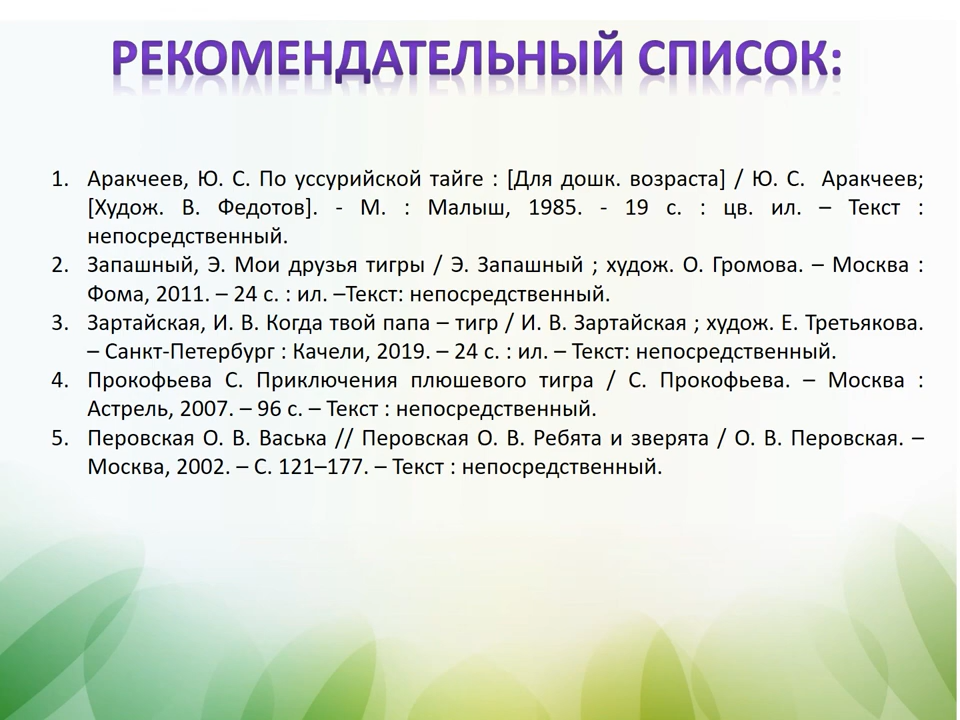 РЕКОМЕНДАТЕЛЬНЫЙ СПИСОК:
1. Аракчеев, Ю. С. По уссурийской тайге : [Для дошк. возраста] / Ю. С. Аракчеев;
[Худож. В. Федотов]. - М. : Малыш, 1985. - 19 с. : цв. ил. – Текст :
непосредственный.
2. Запашный, Э. Мои друзья тигры / Э. Запашный ; худож. О. Громова. – Москва :
Фома, 2011. – 24 с. : ил. –Текст: непосредственный.
3. Зартайская, И. В. Когда твой папа – тигр / И. В. Зартайская ; худож. Е. Третьякова.
– Санкт-Петербург : Качели, 2019. – 24 с. : ил. – Текст: непосредственный.
4. Прокофьева С. Приключения плюшевого тигра / С. Прокофьева. – Москва :
Астрель, 2007. – 96 с. – Текст : непосредственный.
5. Перовская О. В. Васька // Перовская О. В. Ребята и зверята / О. В. Перовская. –
Москва, 2002. – С. 121–177. – Текст : непосредственный.